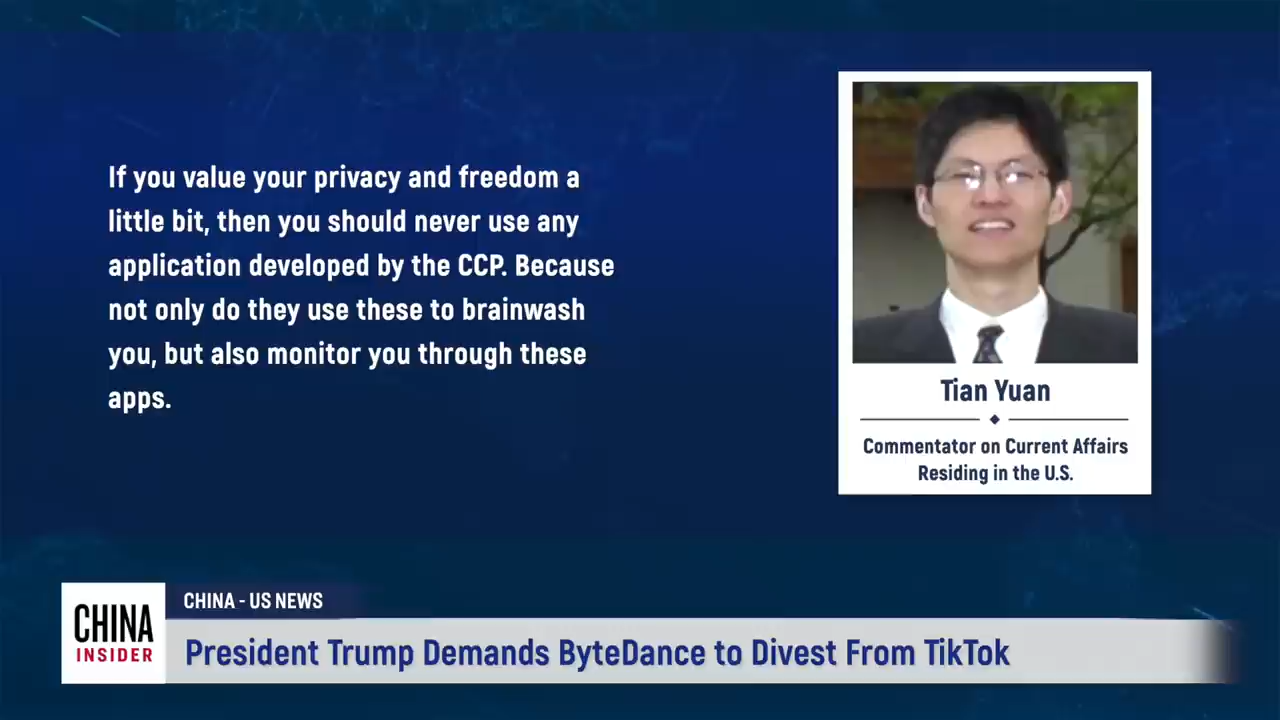 If you value your privacy and freedom a
little bit, then you should never use any
application developed by the CCP. Because
not only do they use these to brainwash
you, but also monitor you through these
apps.
Tian Yuan
Commentator on Current Affairs
Residing in the U.S.
CHINA - US NEWS
CHINA
INSIDER
President Trump Demands ByteDance to Divest From TikTok